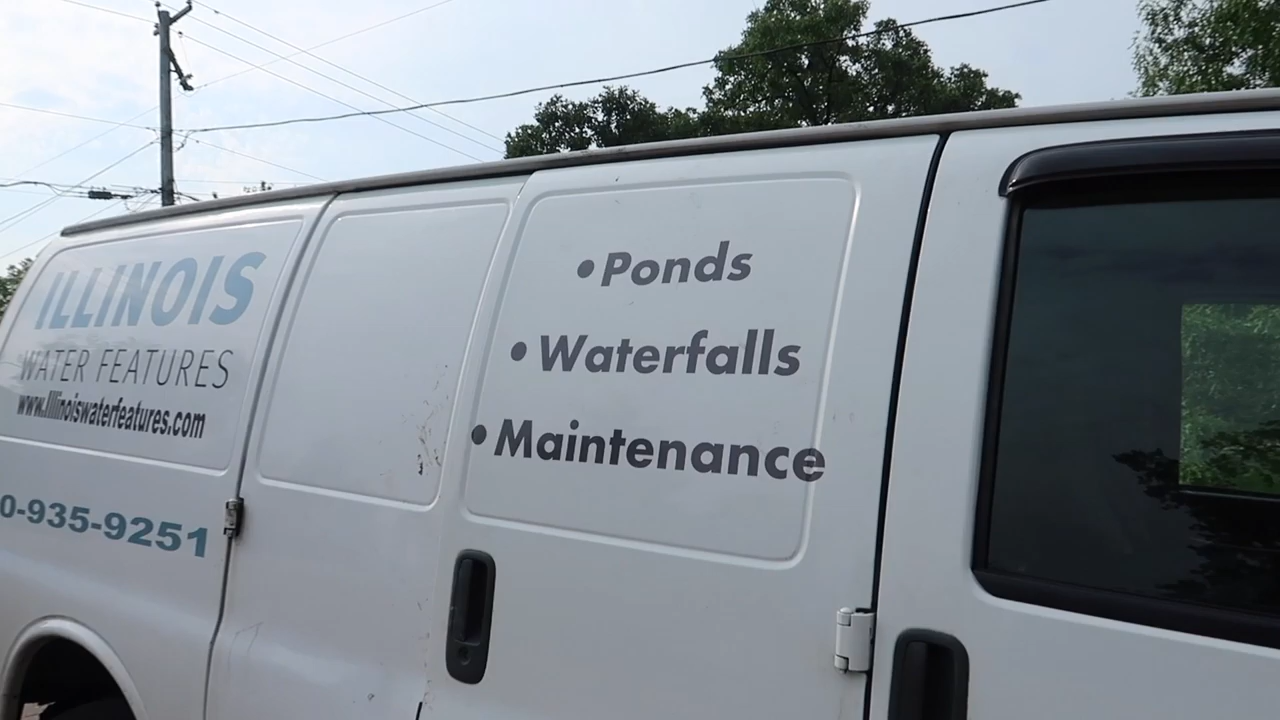 ILLINOIS
WATER FEATURES
www.Illinoiswaterfeatures.com
0-935-9251
•Ponds
• Waterfalls
• Maintenance